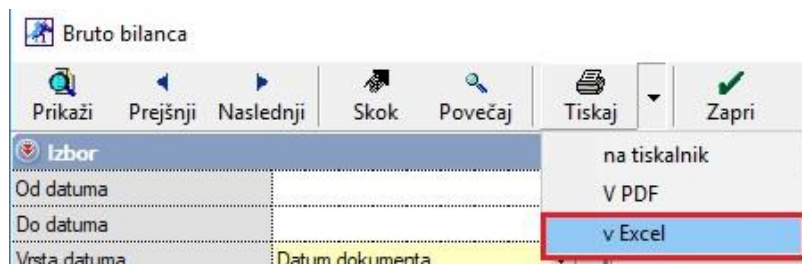 Bruto bilanca
Prikaži Prejšnji Naslednji Skok Povečaj Tiskaj Zapri
Izbor
na tiskalnik
Od datuma
V PDF
Do datuma
v Excel
Vrsta datuma Datum dokumenta